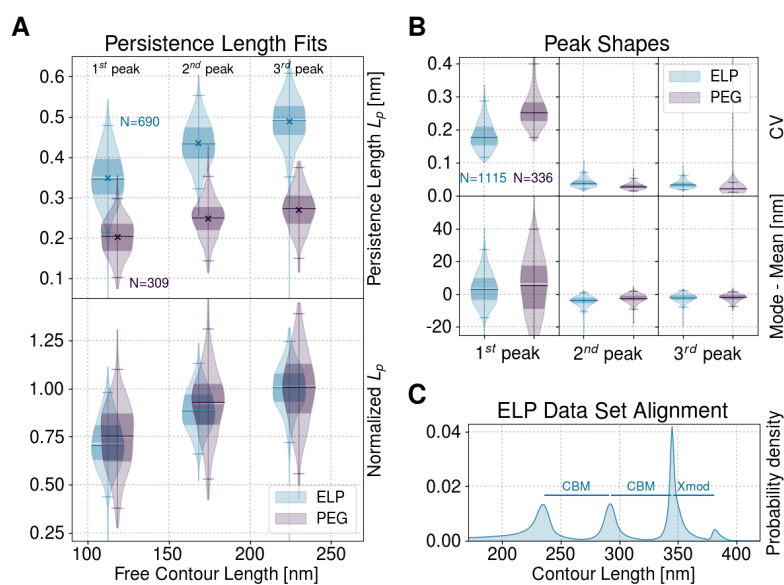 A
Persistence Length Fits
1st peak
2nd peak
3rd peak
N=690
N=309
0.6
0.5
0.4
0.3
0.2
0.1
Persistence Length Lp [nm]
1.25
1.00
0.75
0.50
0.25
Normalized Lp
ELP
PEG
100
150
200
250
Free Contour Length [nm]
B
Peak Shapes
0.4
0.3
0.2
0.1
0.0
CV
ELP
PEG
N=1115
N=336
40
20
0
-20
Mode - Mean [nm]
1st peak
2nd peak
3rd peak
C
ELP Data Set Alignment
0.04
0.02
0.00
Probability density
CBM
CBM
Xmod
200
250
300
350
400
Contour Length [nm]